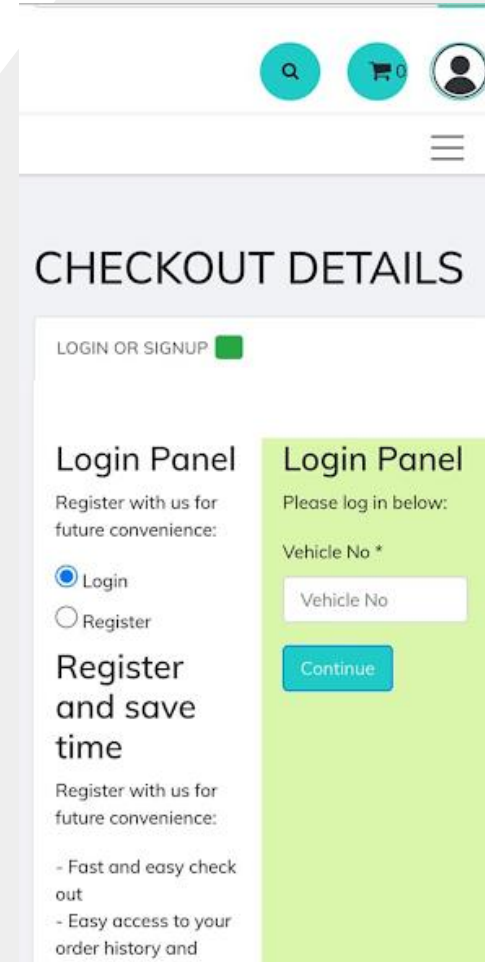 0
CHECKOUT DETAILS
LOGIN OR SIGNUP
Login Panel
Register with us for
future convenience:
Login
Register
Register
and save
time
Register with us for
future convenience:
- Fast and easy check
out
- Easy access to your
order history and
Login Panel
Please log in below:
Vehicle No *
Vehicle No
Continue